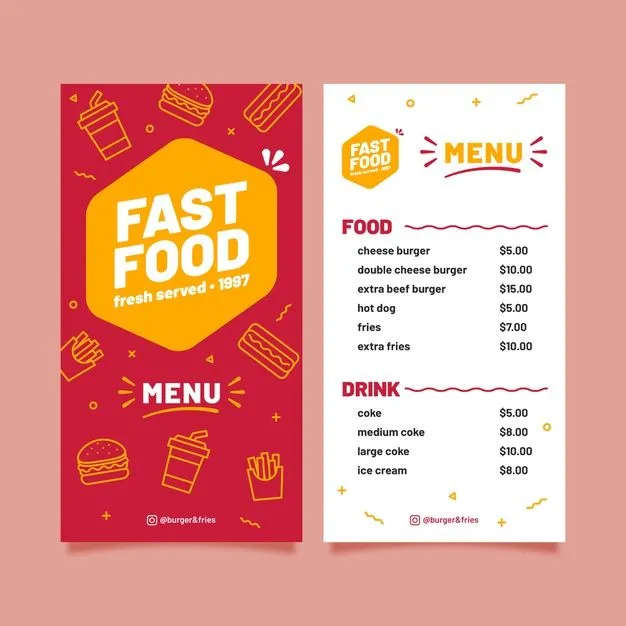 FAST
FOOD
fresh served • 1997
MENU
@burger&fries
FAST
FOOD
fresh served • 1997
MENU
FOOD
cheese burger $5.00
double cheese burger $10.00
extra beef burger $15.00
hot dog $5.00
fries $7.00
extra fries $10.00
DRINK
coke $5.00
medium coke $8.00
large coke $10.00
ice cream $8.00
@burger&fries